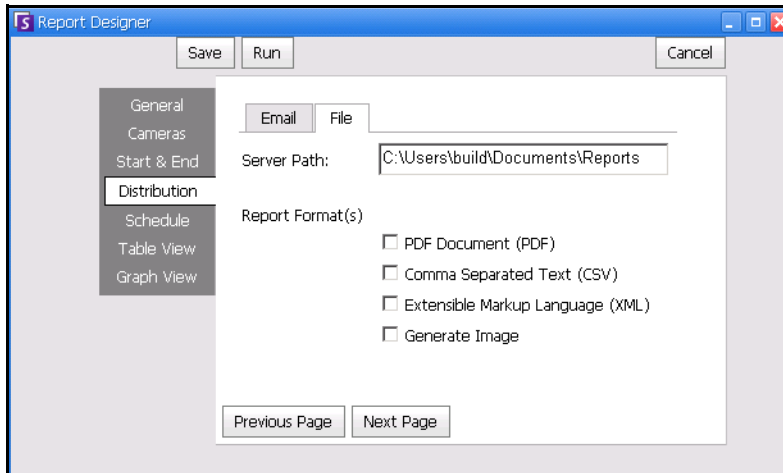 Report Designer
Save Run Cancel
General
Cameras
Start & End
Distribution
Schedule
Table View
Graph View
Email File
Server Path: C:\Users\build\Documents\Reports
Report Format(s)
PDF Document (PDF)
Comma Separated Text (CSV)
Extensible Markup Language (XML)
Generate Image
Previous Page Next Page